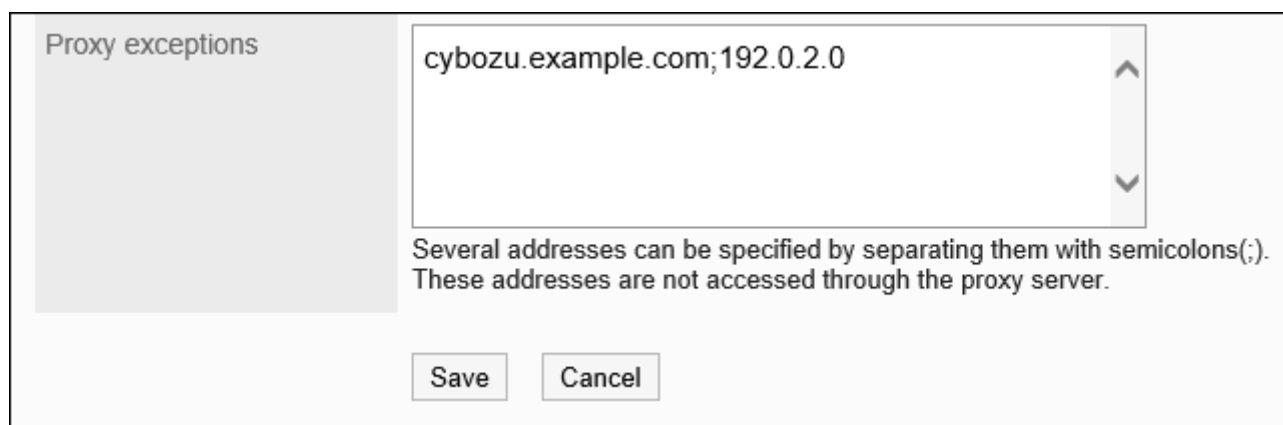 Proxy exceptions
cybozu.example.com;192.0.2.0
Several addresses can be specified by separating them with semicolons(;).
These addresses are not accessed through the proxy server.
Save
Cancel